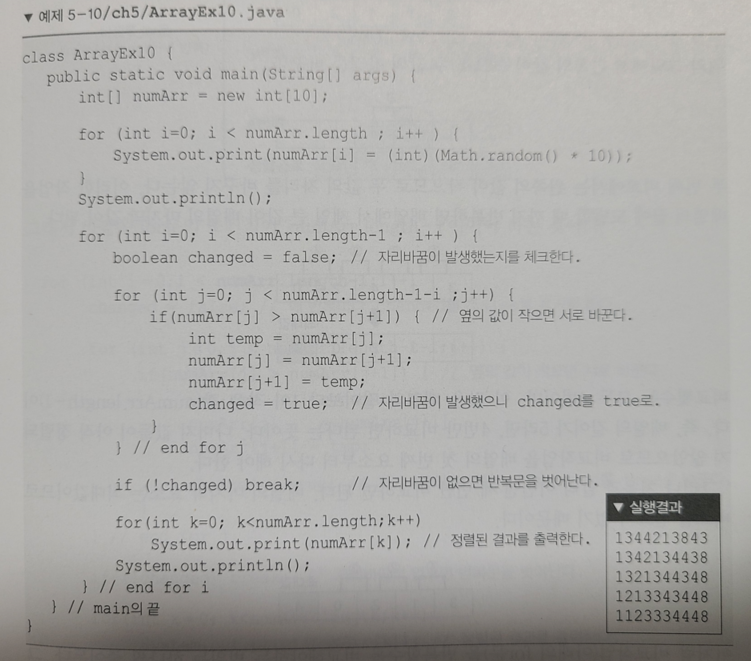 ▼ 예제 5-10/ch5/ArrayEx10.java
class ArrayEx10 {
public static void main(String[] args) {
int[] numArr = new int[10];
for (int i=0; i < numArr.length ; i++ ) {
System.out.print(numArr[i] = (int)(Math.random() * 10));
}
System.out.println();
for (int i=0; i < numArr.length-1 ; i++ ) {
boolean changed = false; // 자리바꿈이 발생했는지를 체크한다.
for (int j=0; j < numArr.length-1-i ;j++) {
if(numArr[j] > numArr[j+1]) { // 옆의 값이 작으면 서로 바꾼다.
int temp = numArr[j];
numArr[j] = numArr[j+1];
numArr[j+1] = temp;
changed = true; // 자리바꿈이 발생했으니 changed를 true로.
}
} // end for j
if (!changed) break; // 자리바꿈이 없으면 반복문을 벗어난다.
for(int k=0; k<numArr.length;k++)
System.out.print(numArr[k]); // 정렬된 결과를 출력한다.
System.out.println();
} // end for i
} // main의 끝
}
▼ 실행결과
1344213843
1342134438
1321344348
1213343448
1123334448